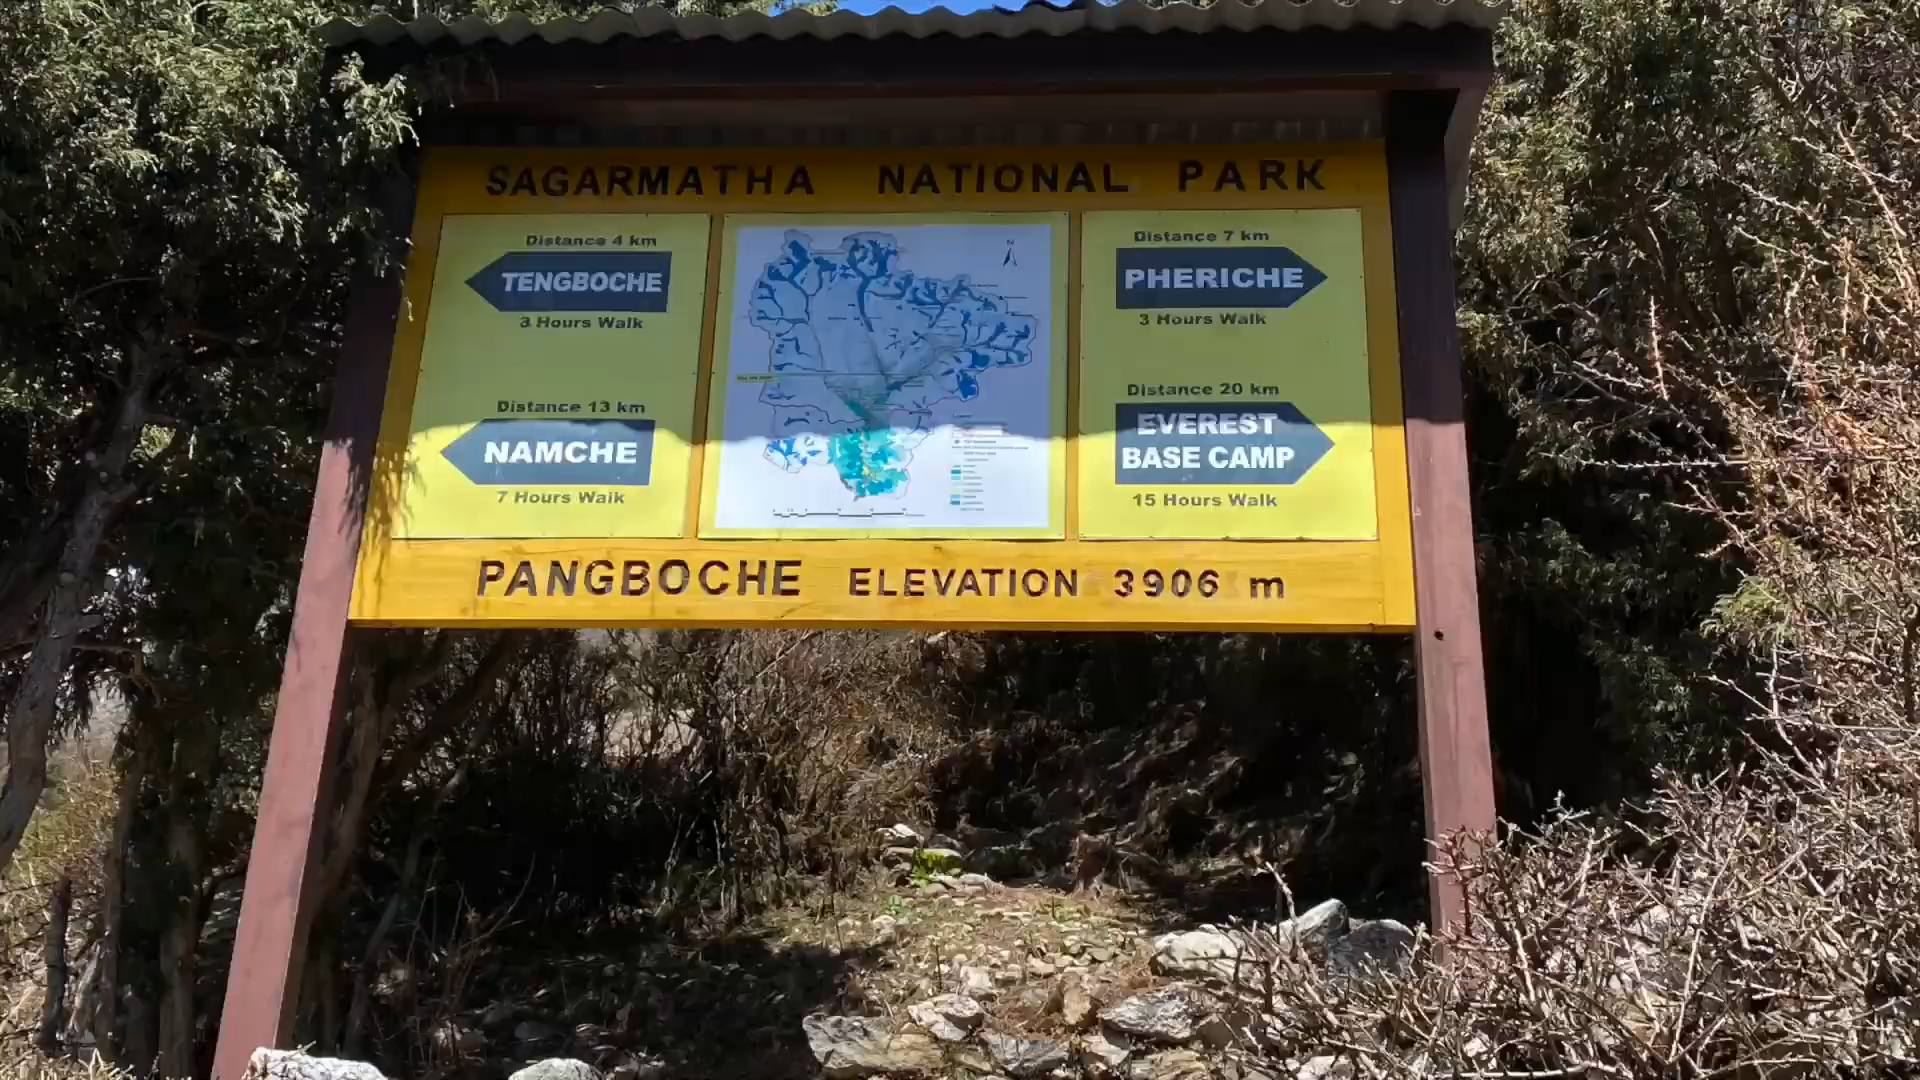 SAGARMATHA NATIONAL PARK
Distance 4 km
TENGBOCHE
3 Hours Walk
Distance 13 km
NAMCHE
7 Hours Walk
N
Distance 7 km
PHERICHE
3 Hours Walk
Distance 20 km
EVEREST
BASE CAMP
15 Hours Walk
PANGBOCHE ELEVATION 3906 m